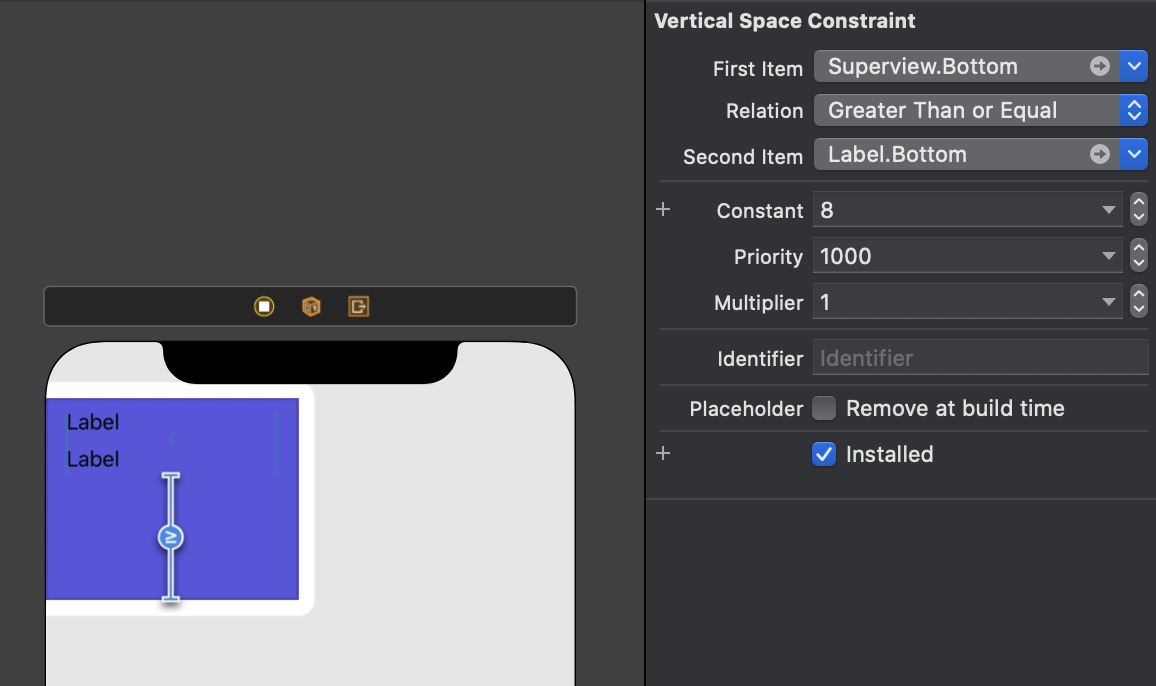 Vertical Space Constraint
First Item Superview.Bottom
Relation Greater Than or Equal
Second Item Label.Bottom
+ Constant 8
Priority 1000
Multiplier 1
Identifier Identifier
Placeholder Remove at build time
+ Installed
Label
Label
≥